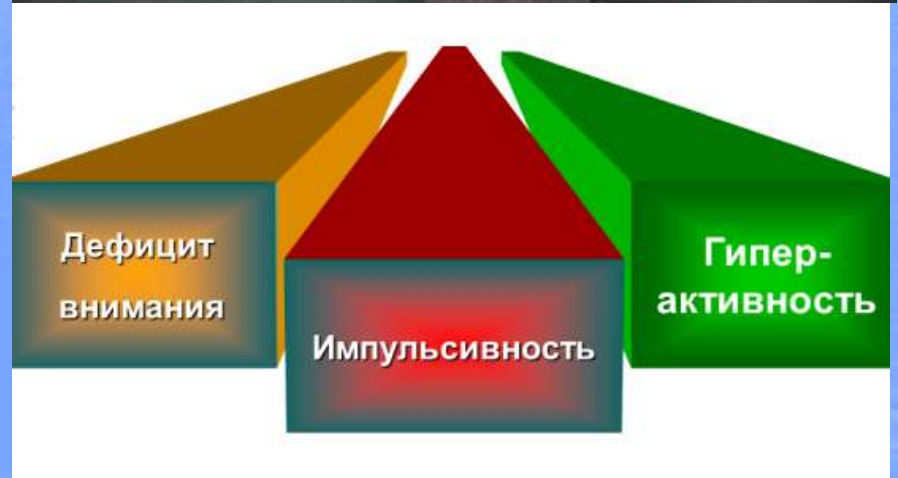 Дефицит
внимания
Импульсивность
Гипер-
активность